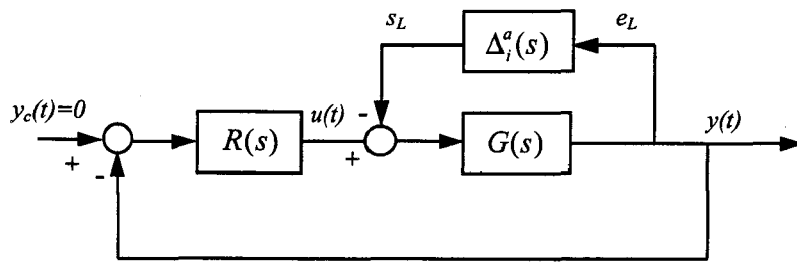 s_L
Δ_i^a(s)
e_L
y_c(t)=0
+
-
R(s)
u(t)
-
+
G(s)
y(t)